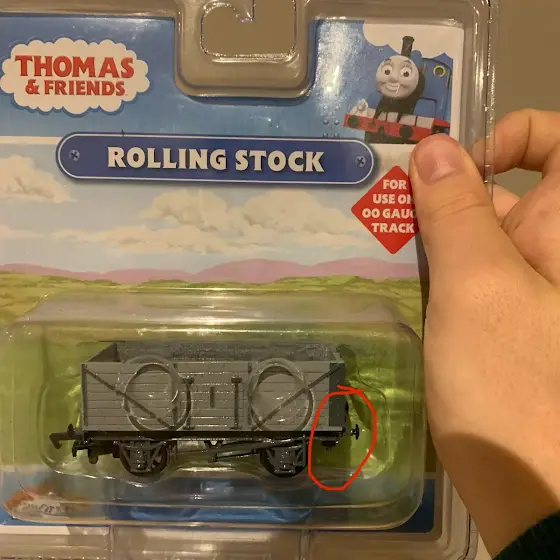 THOMAS
& FRIENDS
ROLLING STOCK
FOR
USE ON
OO GAUG
TRACK